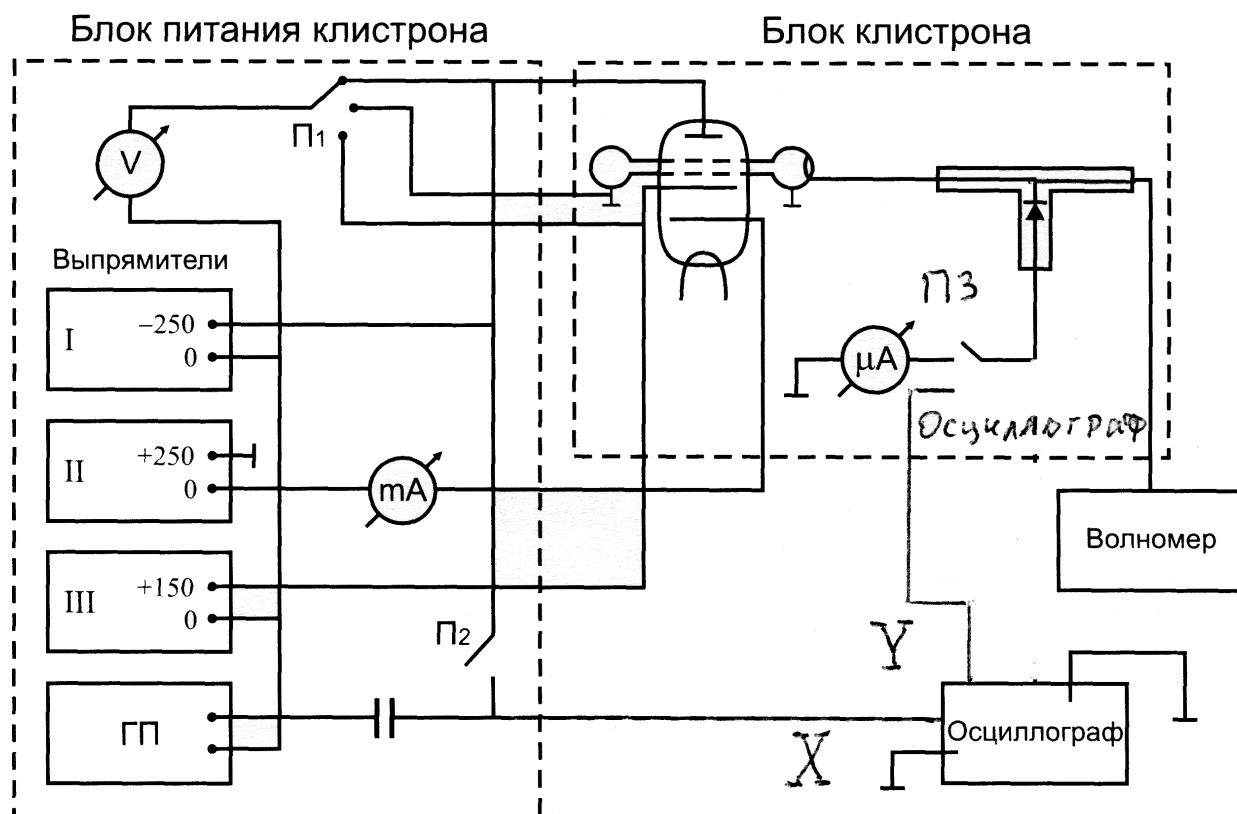 Блок питания клистрона
Блок клистрона
П1
V
Выпрямители
I
–250
0
II
+250
0
mA
III
+150
0
П2
ГП
П3
μA
Осциллограф
Волномер
Y
X
Осциллограф